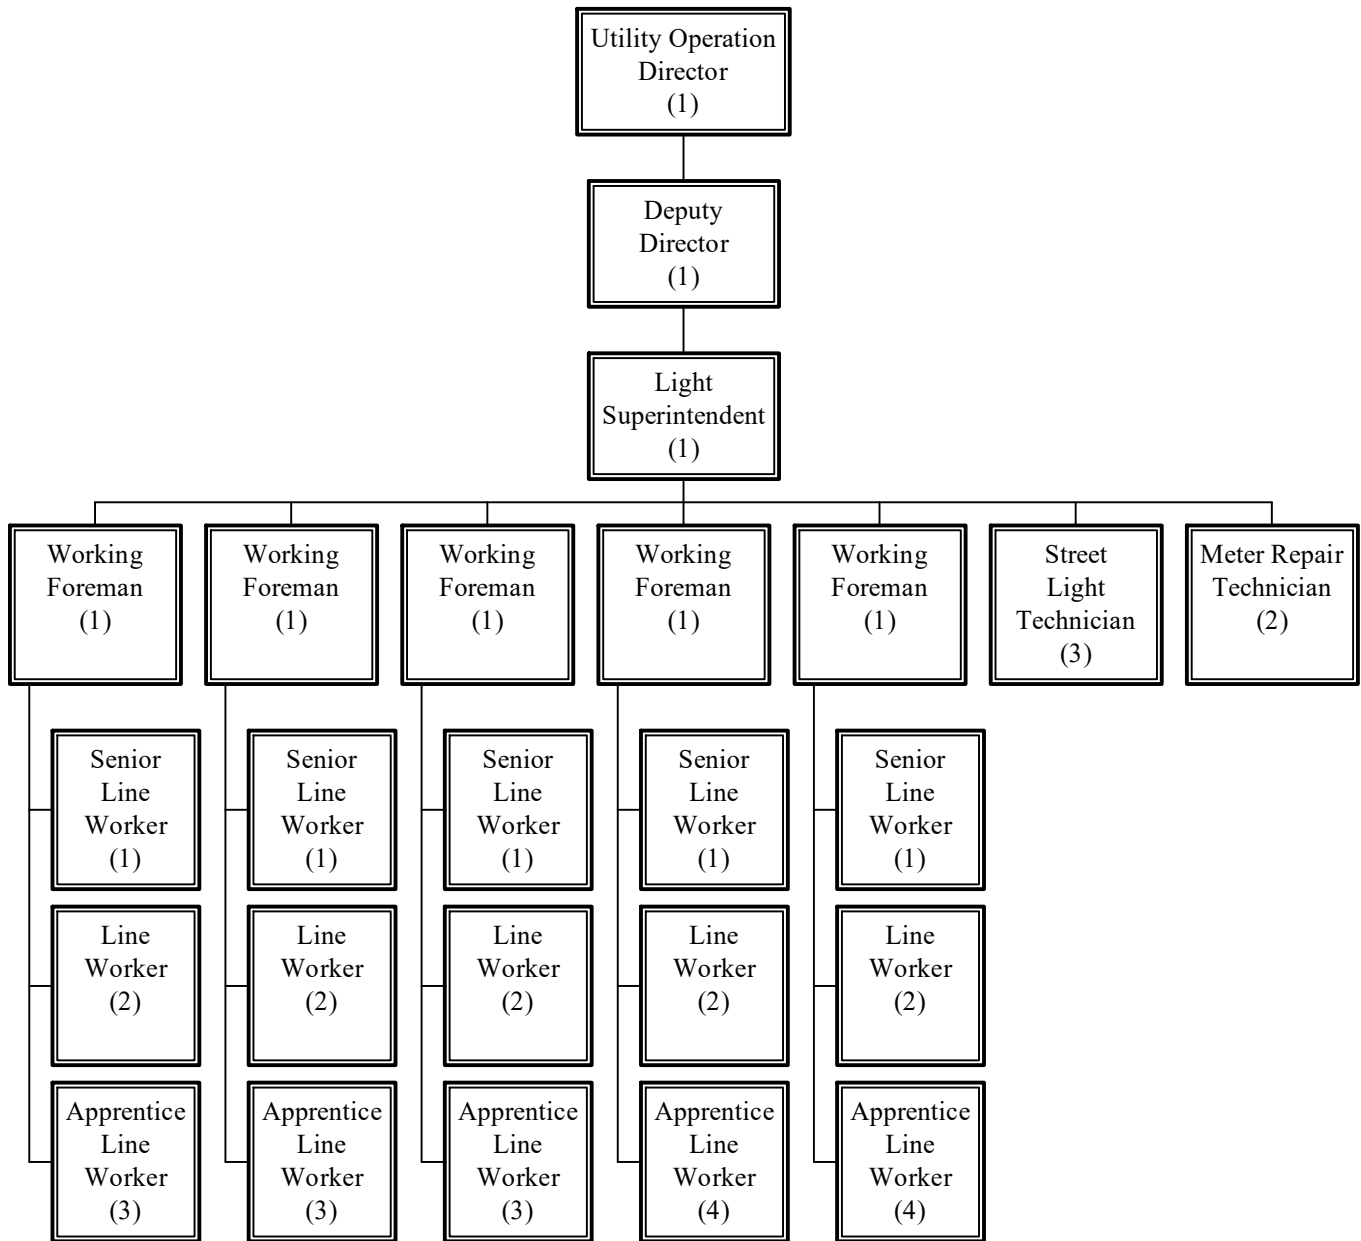 Utility Operation
Director
(1)
Deputy
Director
(1)
Light
Superintendent
(1)
Working
Foreman
(1)
Working
Foreman
(1)
Working
Foreman
(1)
Working
Foreman
(1)
Working
Foreman
(1)
Street
Light
Technician
(3)
Meter Repair
Technician
(2)
Senior
Line
Worker
(1)
Senior
Line
Worker
(1)
Senior
Line
Worker
(1)
Senior
Line
Worker
(1)
Senior
Line
Worker
(1)
Line
Worker
(2)
Line
Worker
(2)
Line
Worker
(2)
Line
Worker
(2)
Line
Worker
(2)
Apprentice
Line
Worker
(3)
Apprentice
Line
Worker
(3)
Apprentice
Line
Worker
(3)
Apprentice
Line
Worker
(4)
Apprentice
Line
Worker
(4)